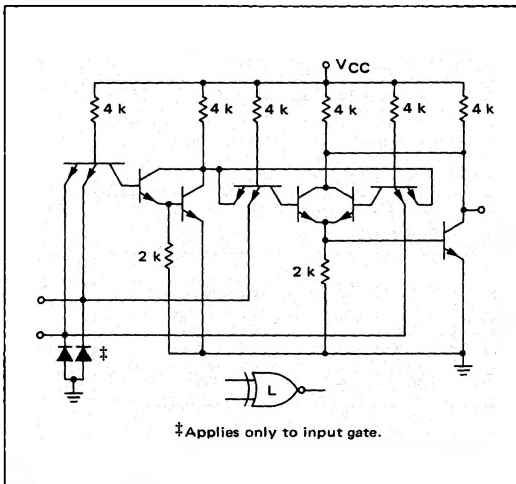 VCC
4 k 4 k 4 k 4 k 4 k 4 k
2 k 2 k
‡
L
‡Applies only to input gate.